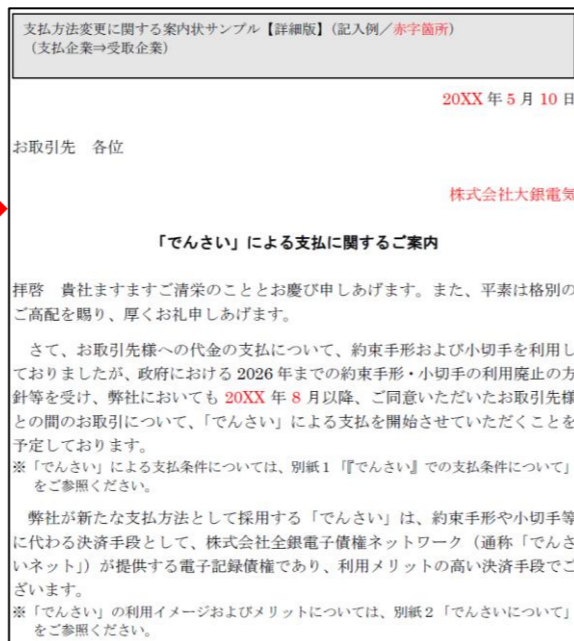 支払方法変更に関する案内状サンプル【詳細版】（記入例／赤字箇所）
（支払企業⇒受取企業）
20XX 年 5 月 10 日
お取引先　各位
株式会社大銀電気
「でんさい」による支払に関するご案内
拝啓　貴社ますますご清栄のこととお慶び申しあげます。また、平素は格別の
ご高配を賜り、厚くお礼申しあげます。
さて、お取引先様への代金の支払について、約束手形および小切手を利用し
ておりましたが、政府における 2026 年までの約束手形・小切手の利用廃止の方
針等を受け、弊社においても 20XX 年 8 月以降、ご同意いただいたお取引先様
との間のお取引について、「でんさい」による支払を開始させていただくことを
予定しております。
※「でんさい」による支払条件については、別紙１「『でんさい』での支払条件について」
をご参照ください。
弊社が新たな支払方法として採用する「でんさい」は、約束手形や小切手等
に代わる決済手段として、株式会社全銀電子債権ネットワーク（通称「でんさ
いネット」）が提供する電子記録債権であり、利用メリットの高い決済手段でご
ざいます。
※「でんさい」の利用イメージおよびメリットについては、別紙２「でんさいについて」
をご参照ください。